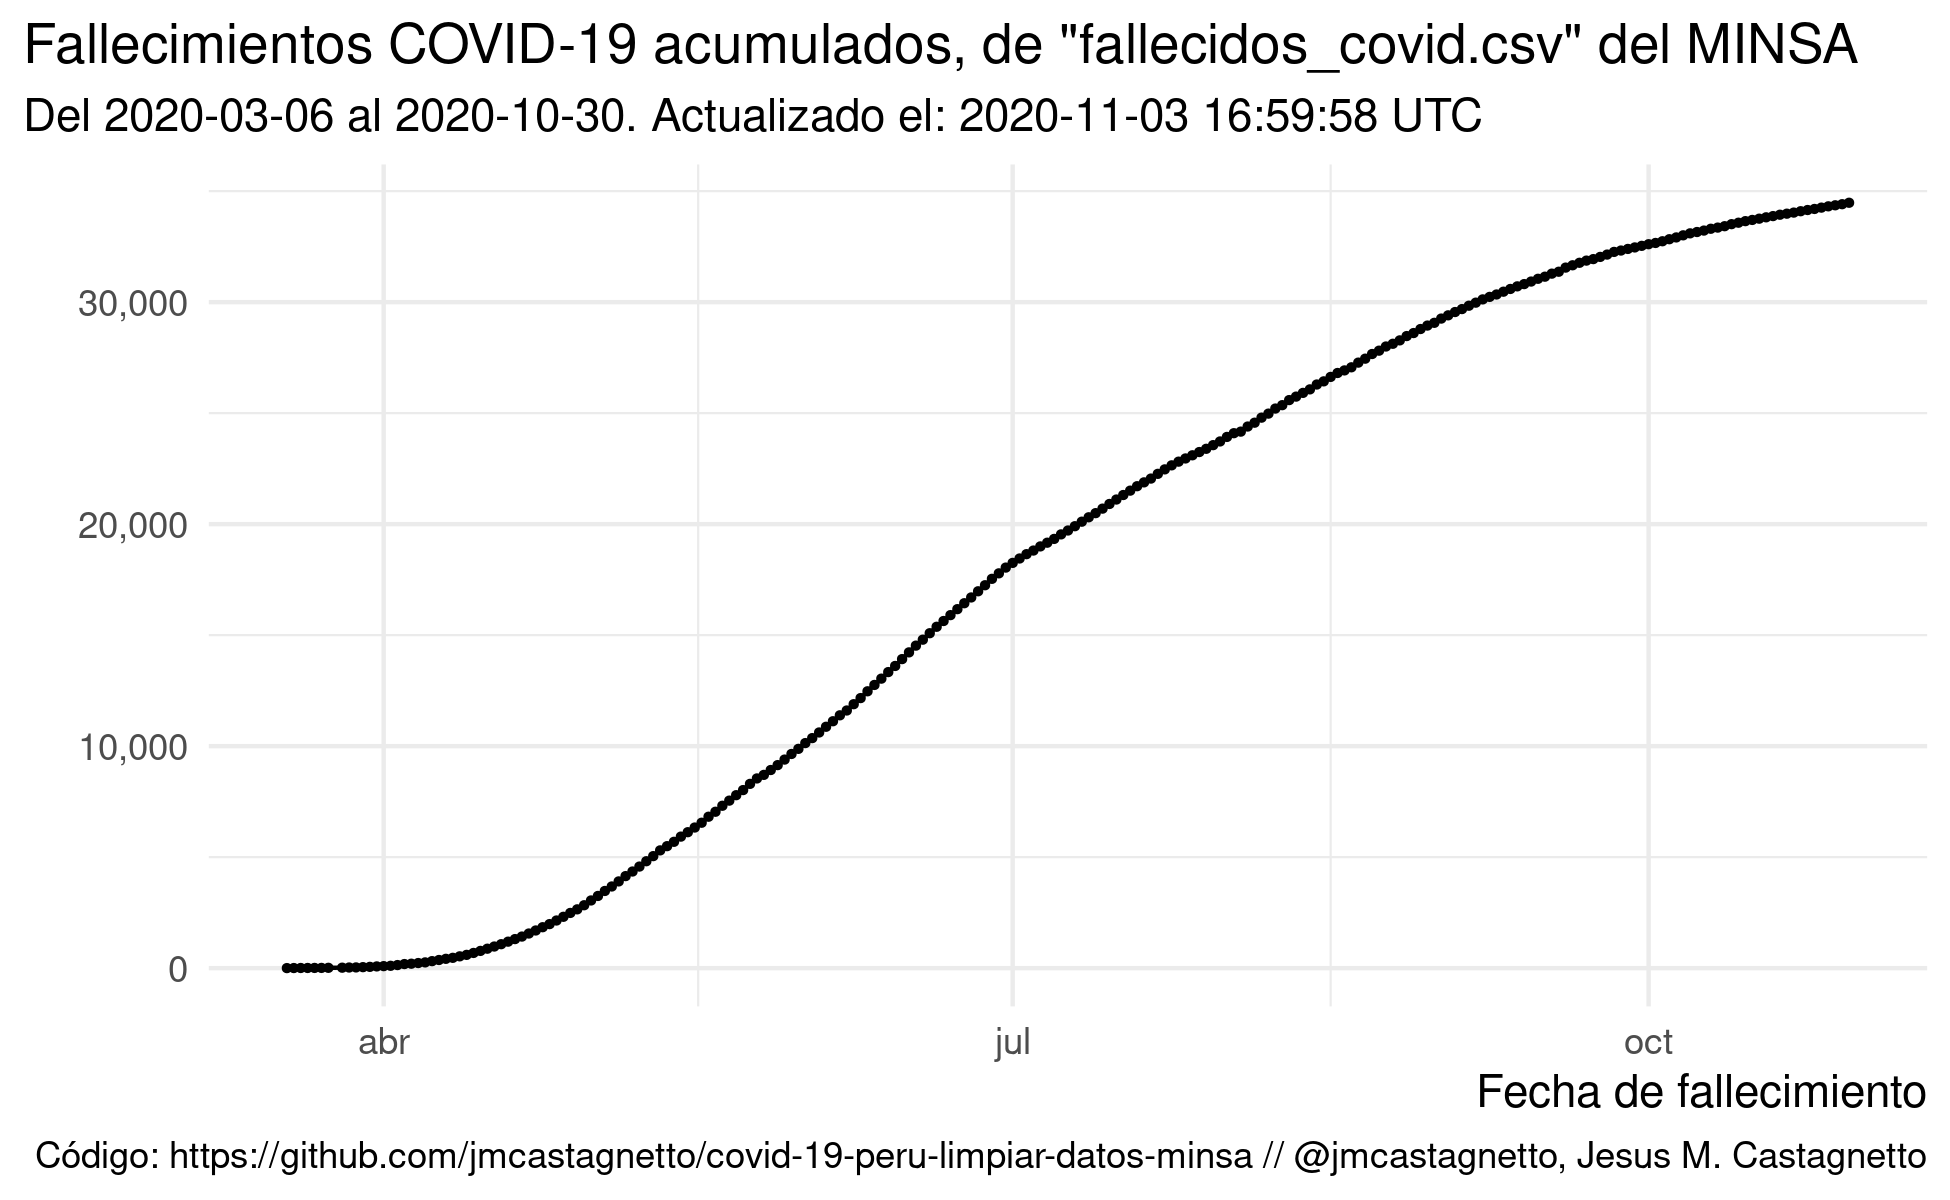 Fallecimientos COVID-19 acumulados, de "fallecidos_covid.csv" del MINSA
Del 2020-03-06 al 2020-10-30. Actualizado el: 2020-11-03 16:59:58 UTC
30,000
20,000
10,000
0
abr jul oct
Fecha de fallecimiento
Código: https://github.com/jmcastagnetto/covid-19-peru-limpiar-datos-minsa // @jmcastagnetto, Jesus M. Castagnetto